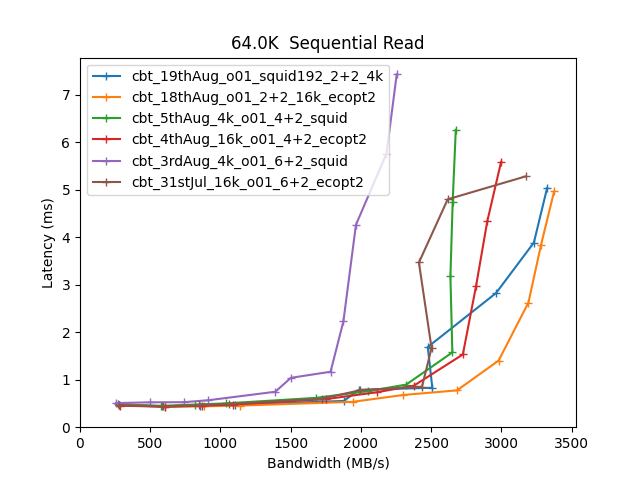 64.0K  Sequential Read
cbt_19thAug_o01_squid192_2+2_4k
cbt_18thAug_o01_2+2_16k_ecopt2
cbt_5thAug_4k_o01_4+2_squid
cbt_4thAug_16k_o01_4+2_ecopt2
cbt_3rdAug_4k_o01_6+2_squid
cbt_31stJul_16k_o01_6+2_ecopt2
Latency (ms)
7
6
5
4
3
2
1
0
0 500 1000 1500 2000 2500 3000 3500
Bandwidth (MB/s)